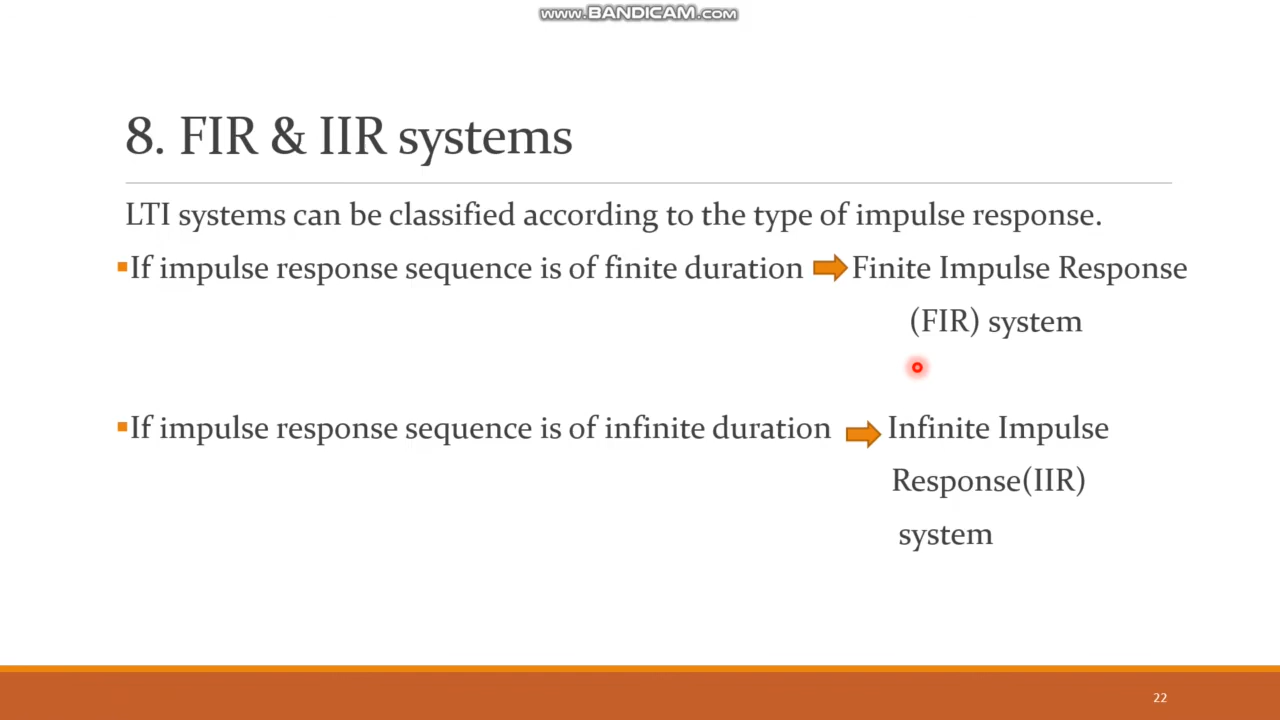 www.BANDICAM.com
8. FIR & IIR systems
LTI systems can be classified according to the type of impulse response.
▪If impulse response sequence is of finite duration Finite Impulse Response
(FIR) system
▪If impulse response sequence is of infinite duration Infinite Impulse
Response(IIR)
system
22